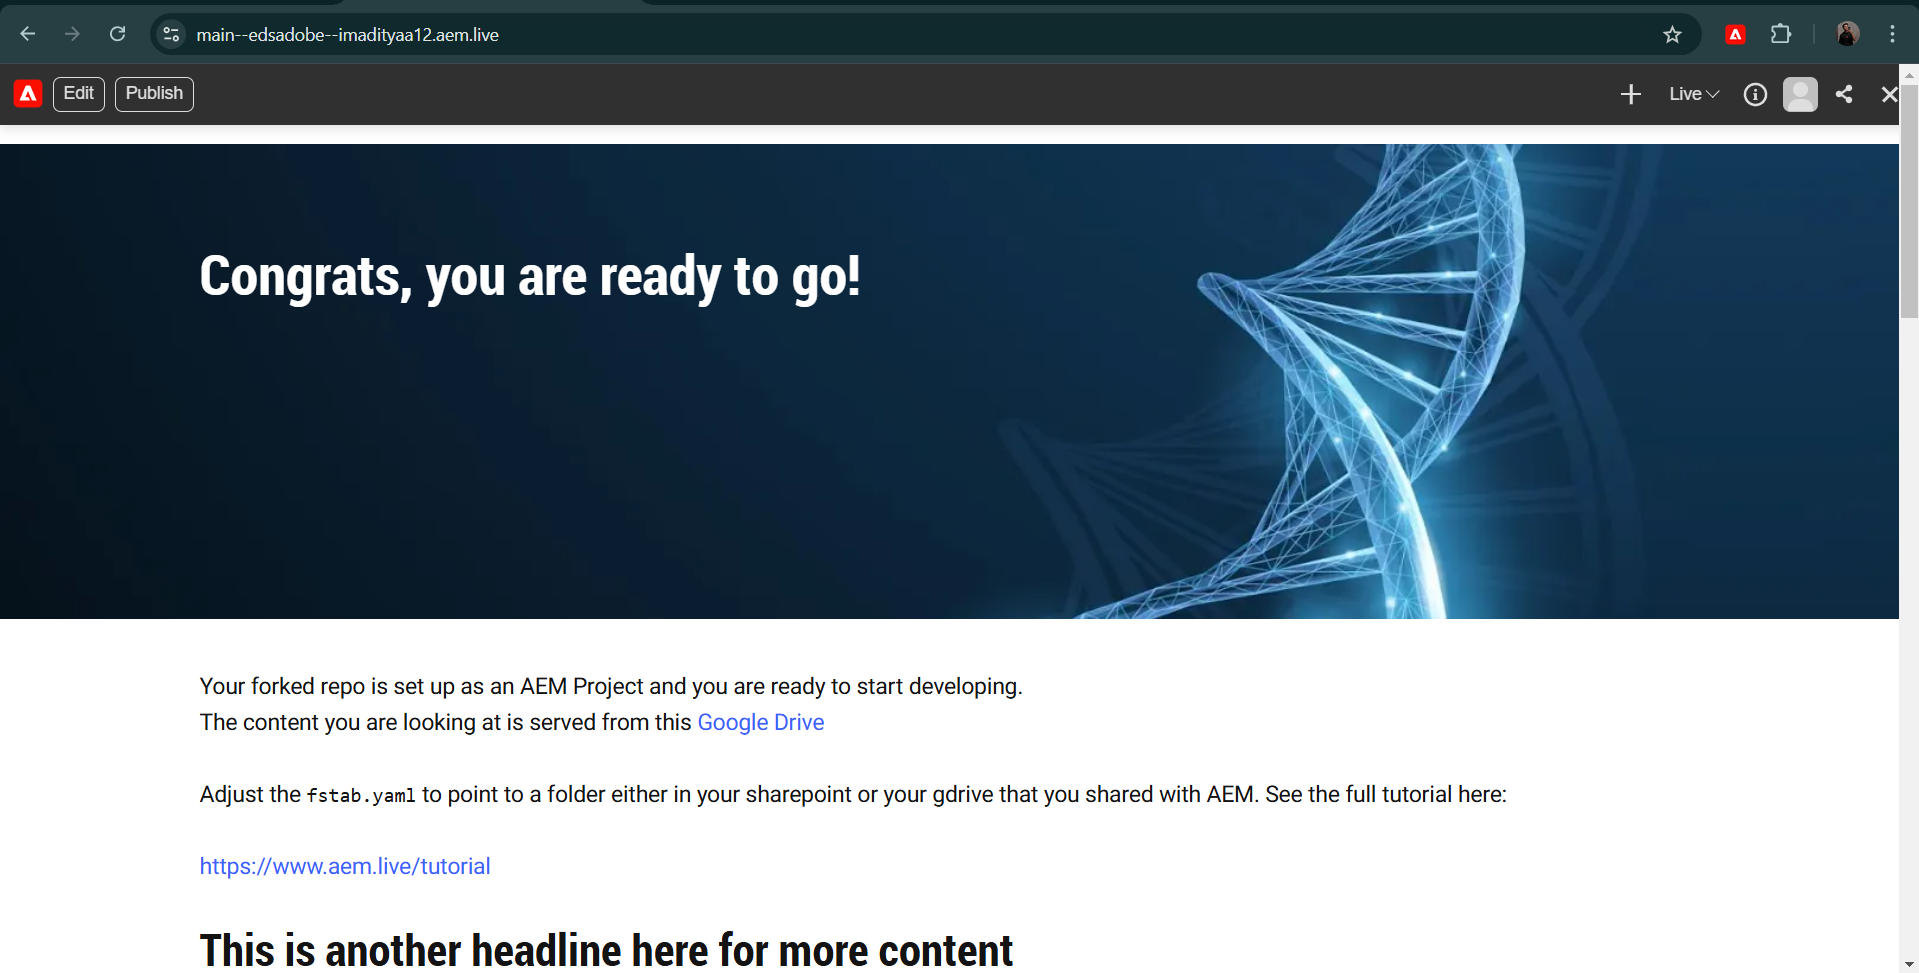 main--edsadobe--imadityaa12.aem.live
Edit
Publish
Live
Congrats, you are ready to go!
Your forked repo is set up as an AEM Project and you are ready to start developing.
The content you are looking at is served from this Google Drive
Adjust the fstab.yaml to point to a folder either in your sharepoint or your gdrive that you shared with AEM. See the full tutorial here:
https://www.aem.live/tutorial
This is another headline here for more content